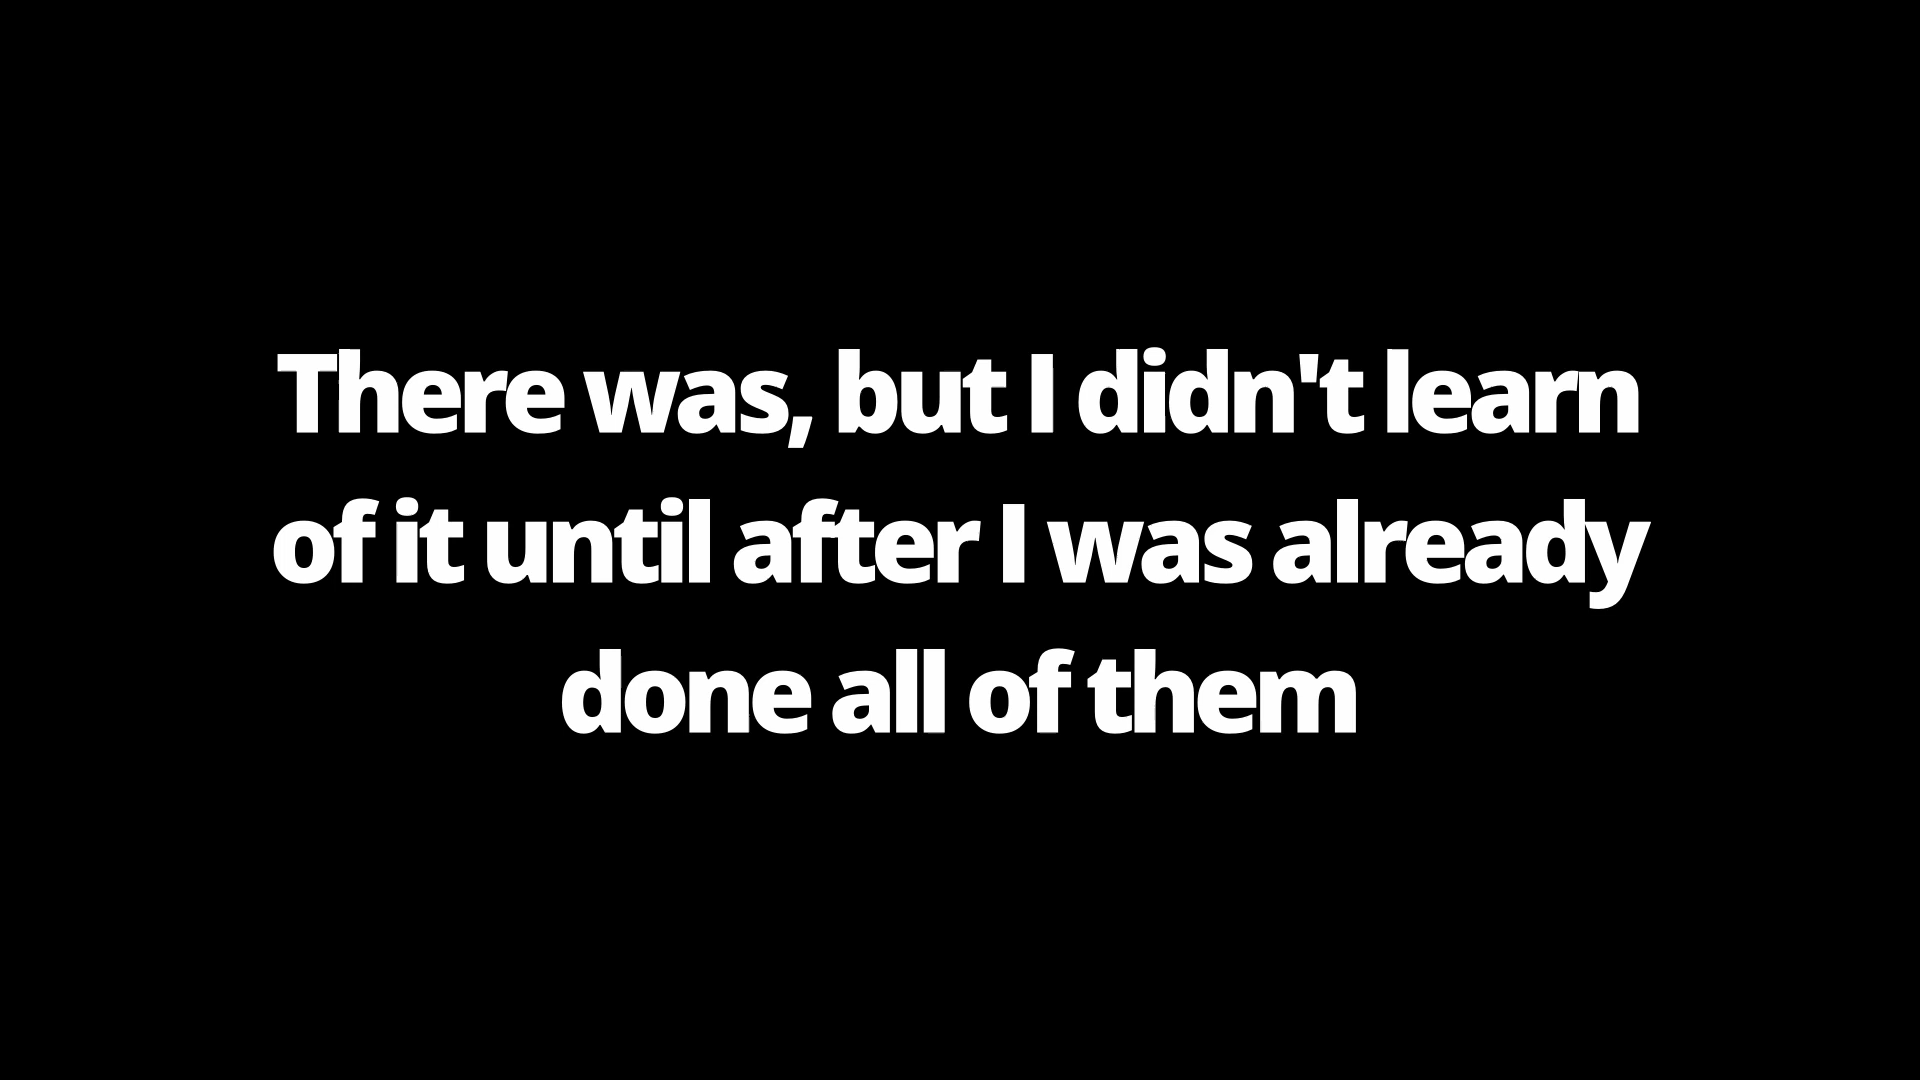 There was, but I didn't learn
of it until after I was already
done all of them